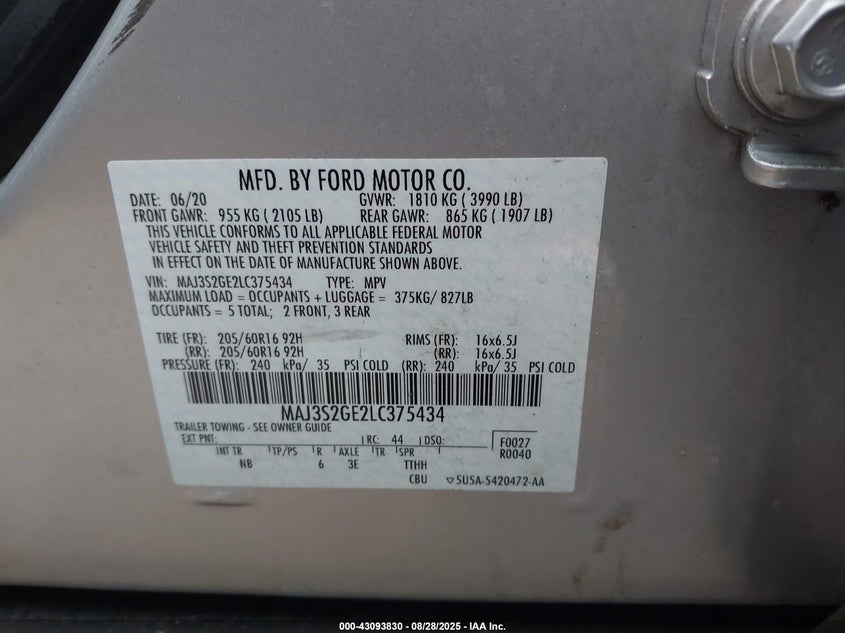 MFD. BY FORD MOTOR CO.
DATE: 06/20 GVWR: 1810 KG ( 3990 LB)
FRONT GAWR: 955 KG ( 2105 LB) REAR GAWR: 865 KG ( 1907 LB)
THIS VEHICLE CONFORMS TO ALL APPLICABLE FEDERAL MOTOR
VEHICLE SAFETY AND THEFT PREVENTION STANDARDS
IN EFFECT ON THE DATE OF MANUFACTURE SHOWN ABOVE.
VIN: MAJ3S2GE2LC375434 TYPE: MPV
MAXIMUM LOAD = OCCUPANTS + LUGGAGE = 375KG/ 827LB
OCCUPANTS = 5 TOTAL; 2 FRONT, 3 REAR
TIRE (FR): 205/60R16 92H RIMS (FR): 16x6.5J
(RR): 205/60R16 92H (RR): 16x6.5J
PRESSURE (FR): 240 kPa/ 35 PSI COLD (RR): 240 kPa/ 35 PSI COLD
MAJ3S2GE2LC375434
TRAILER TOWING - SEE OWNER GUIDE
EXT PNT: RC: 44 DSO: F0027
INT TR TP/PS R AXLE TR SPR R0040
NB 6 3E TTHH
CBU 5U5A-5420472-AA
000-43093830 - 08/28/2025 - IAA Inc.